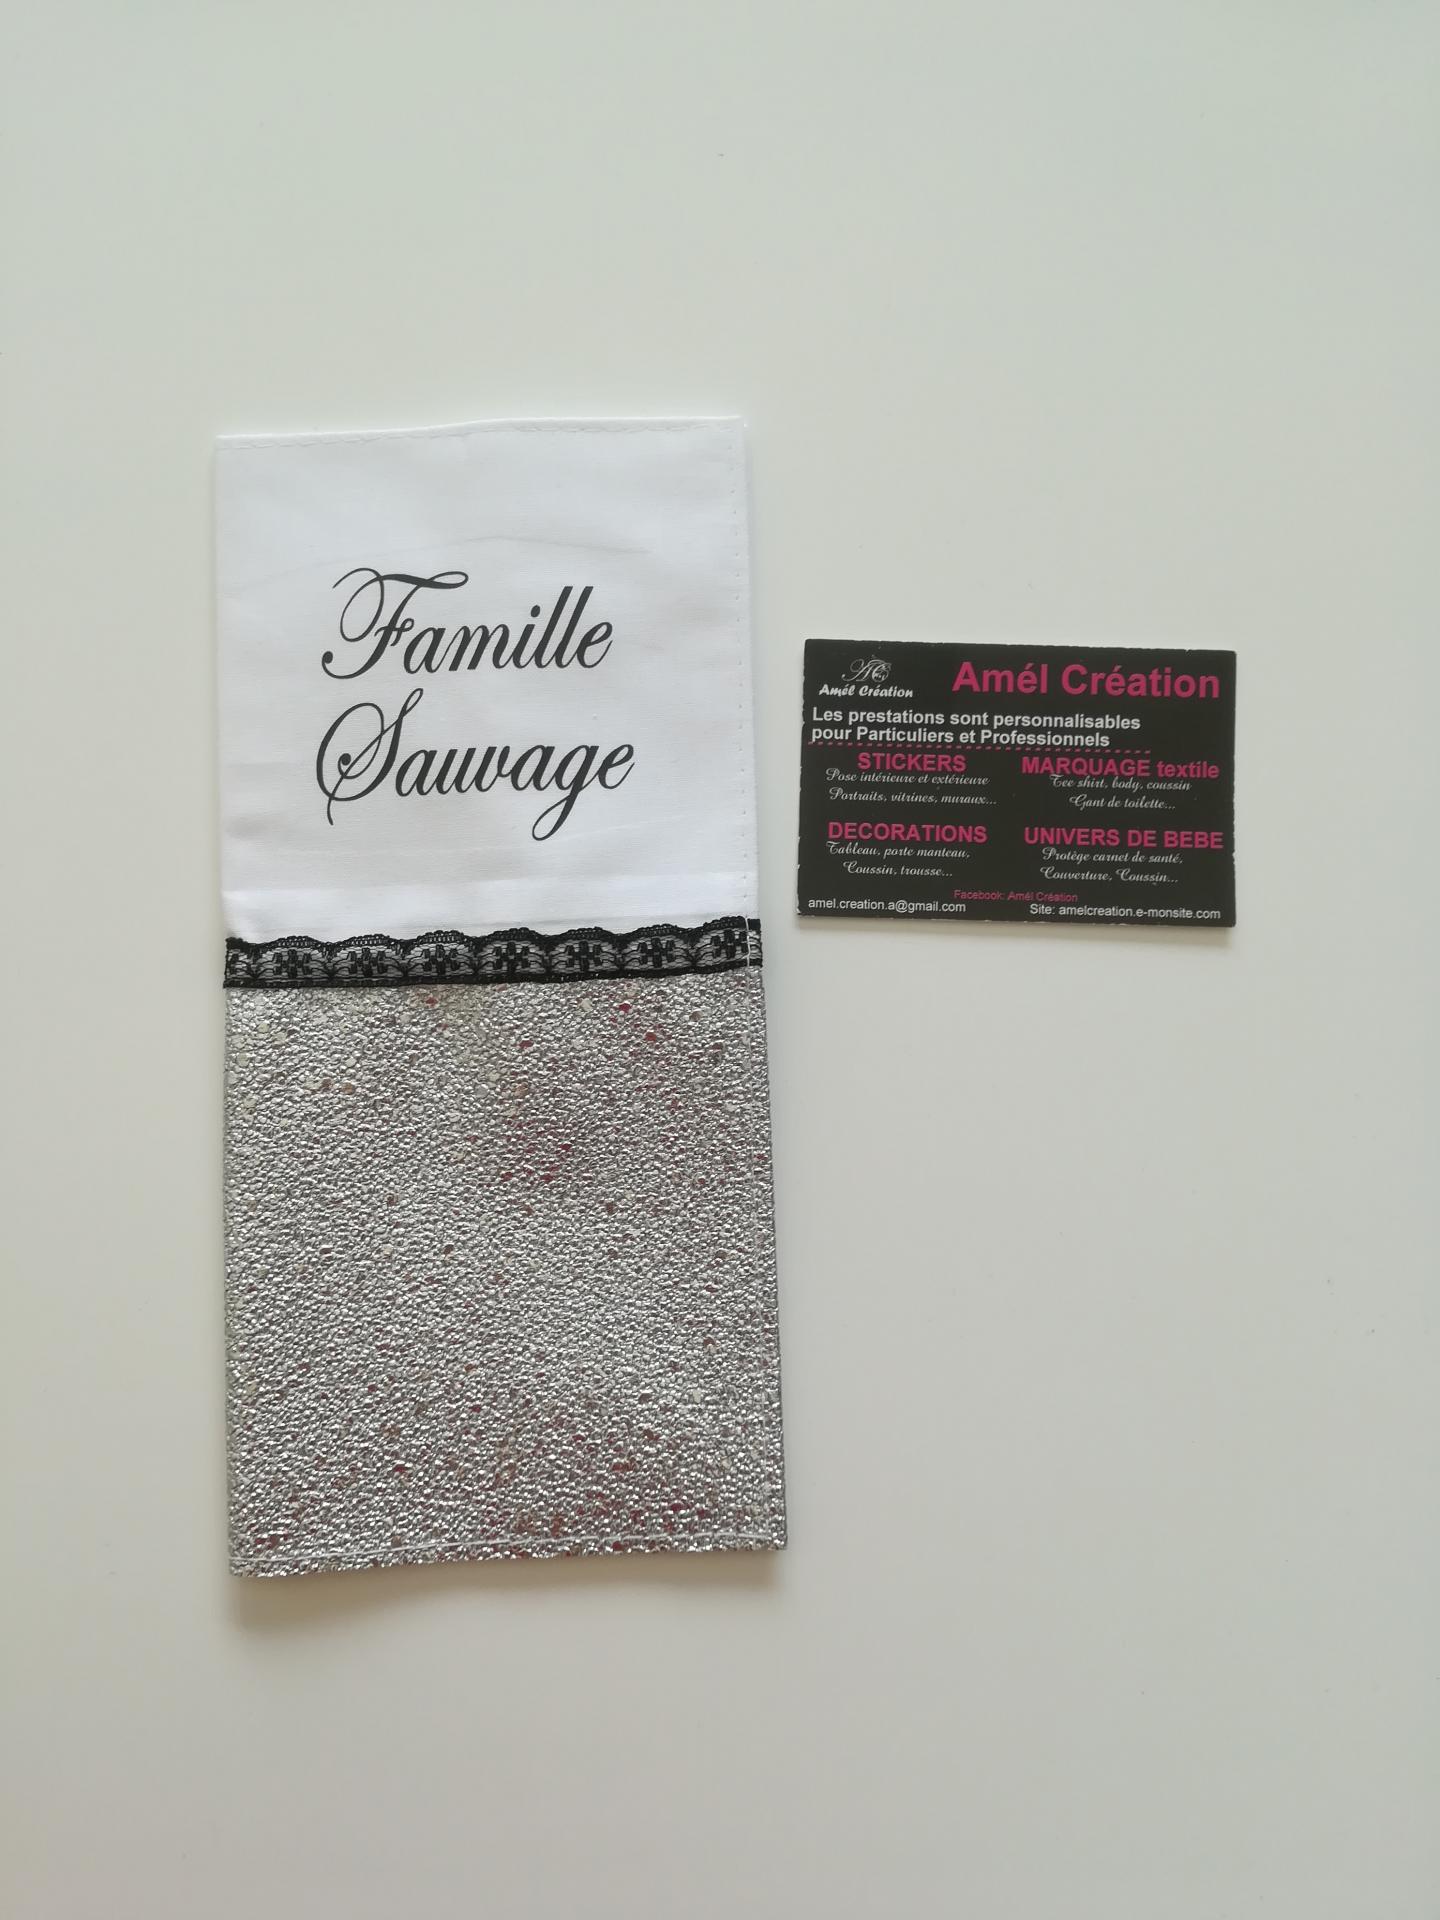 Famille
Sauvage
Amél Création
Amél Création
Les prestations sont personnalisables
pour Particuliers et Professionnels
STICKERS
Pose intérieure et extérieure
Portraits, vitrines, muraux...
MARQUAGE textile
Tee shirt, body, coussin
Gant de toilette...
DECORATIONS
Tableau, porte manteau,
Coussin, trousse...
UNIVERS DE BEBE
Protège carnet de santé,
Couverture, Coussin...
Facebook: Amél Création
amel.creation.a@gmail.com
Site: amelcreation.e-monsite.com